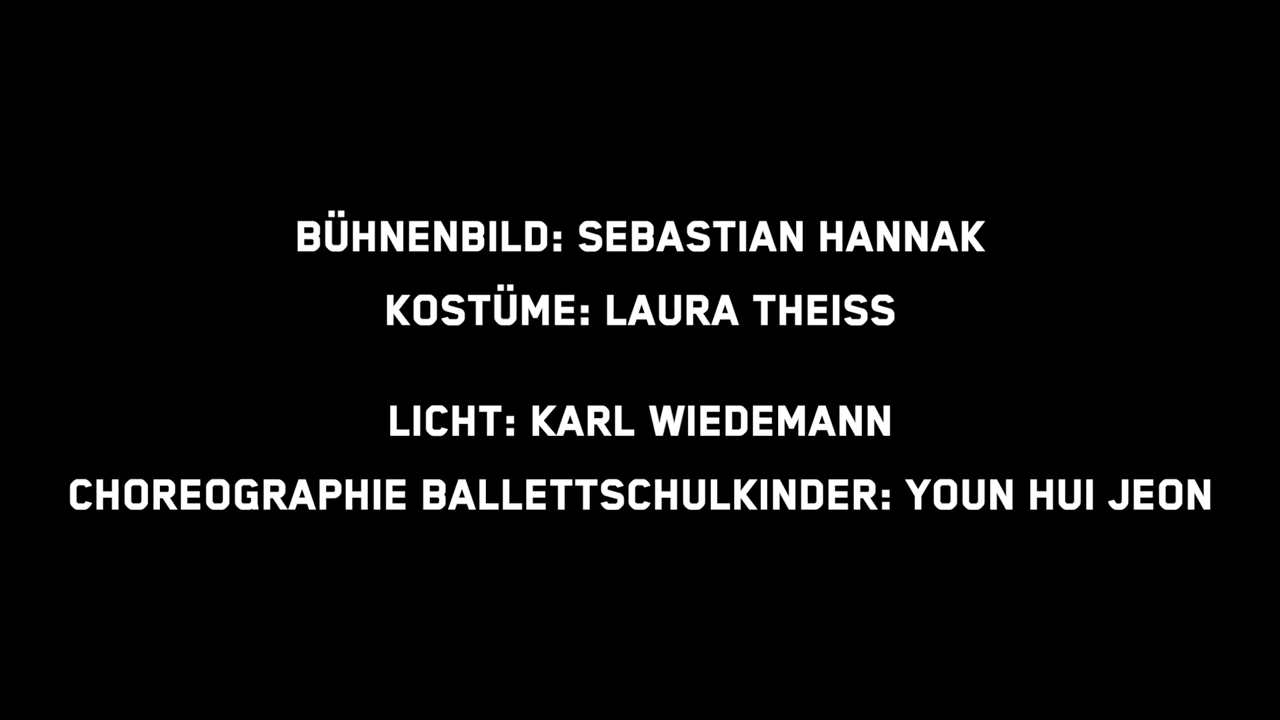 BÜHNENBILD: SEBASTIAN HANNAK
KOSTÜME: LAURA THEISS
LICHT: KARL WIEDEMANN
CHOREOGRAPHIE BALLETTSCHULKINDER: YOUN HUI JEON